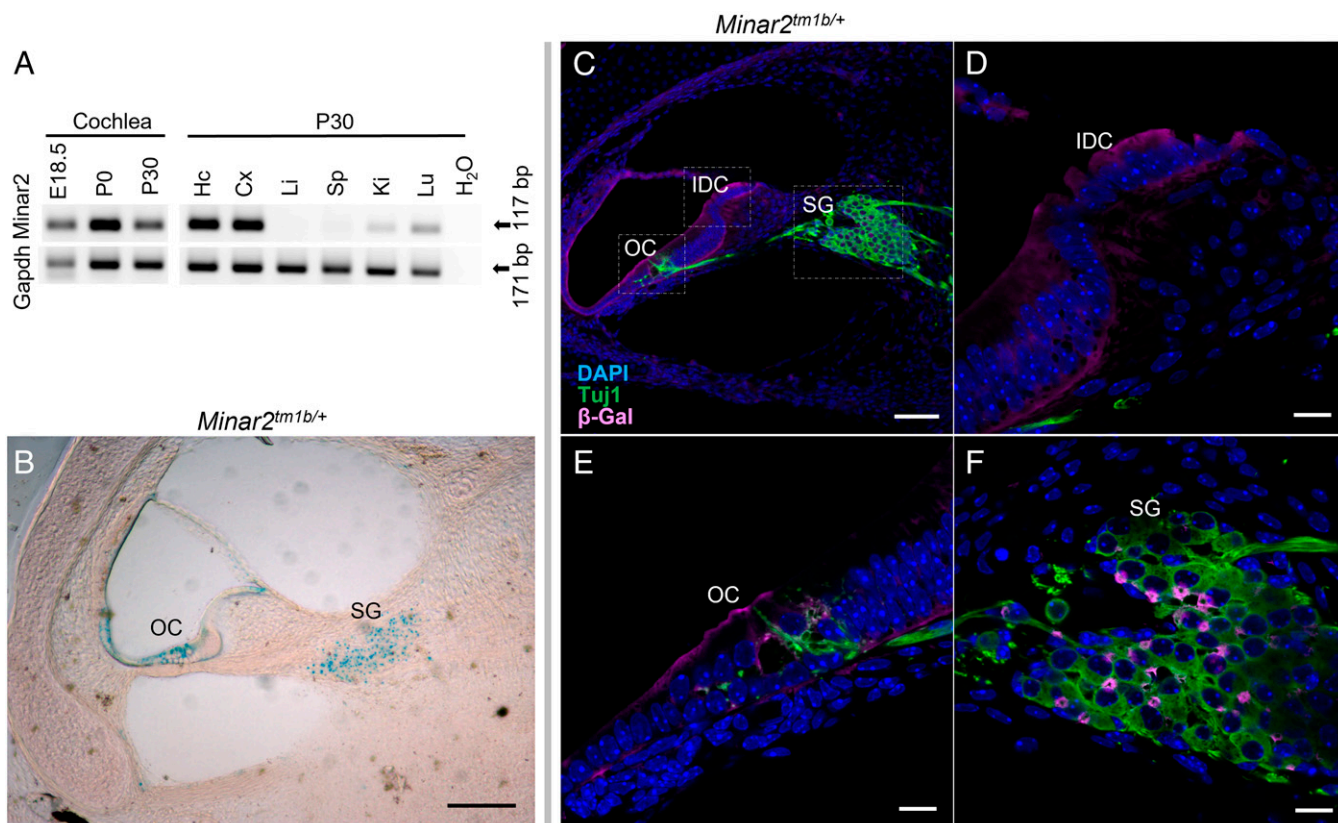 Minar2tm1b/+
A
Cochlea
P30
E18.5
P0
P30
Hc
Cx
Li
Sp
Ki
Lu
H2O
Minar2
117 bp
Gapdh
171 bp
Minar2tm1b/+
B
OC
SG
C
IDC
SG
OC
DAPI
Tuj1
β-Gal
D
IDC
E
OC
F
SG